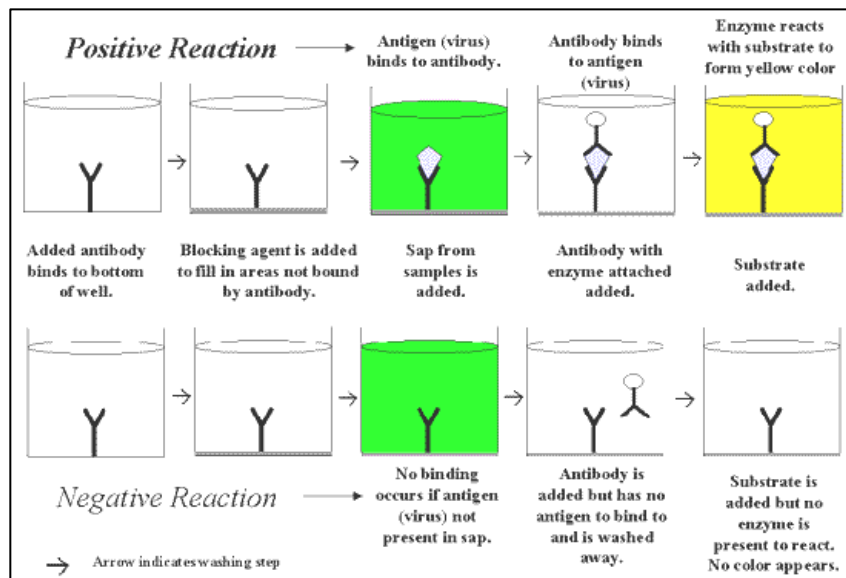 Positive Reaction
Antigen (virus)
binds to antibody.
Antibody binds
to antigen
(virus)
Enzyme reacts
with substrate to
form yellow color
Added antibody
binds to bottom
of well.
Blocking agent is added
to fill in areas not bound
by antibody.
Sap from
samples is
added.
Antibody with
enzyme attached
added.
Substrate
added.
Negative Reaction
No binding
occurs if antigen
(virus) not
present in sap.
Antibody is
added but has no
antigen to bind to
and is washed
away.
Substrate is
added but no
enzyme is
present to react.
No color appears.
Arrow indicates washing step